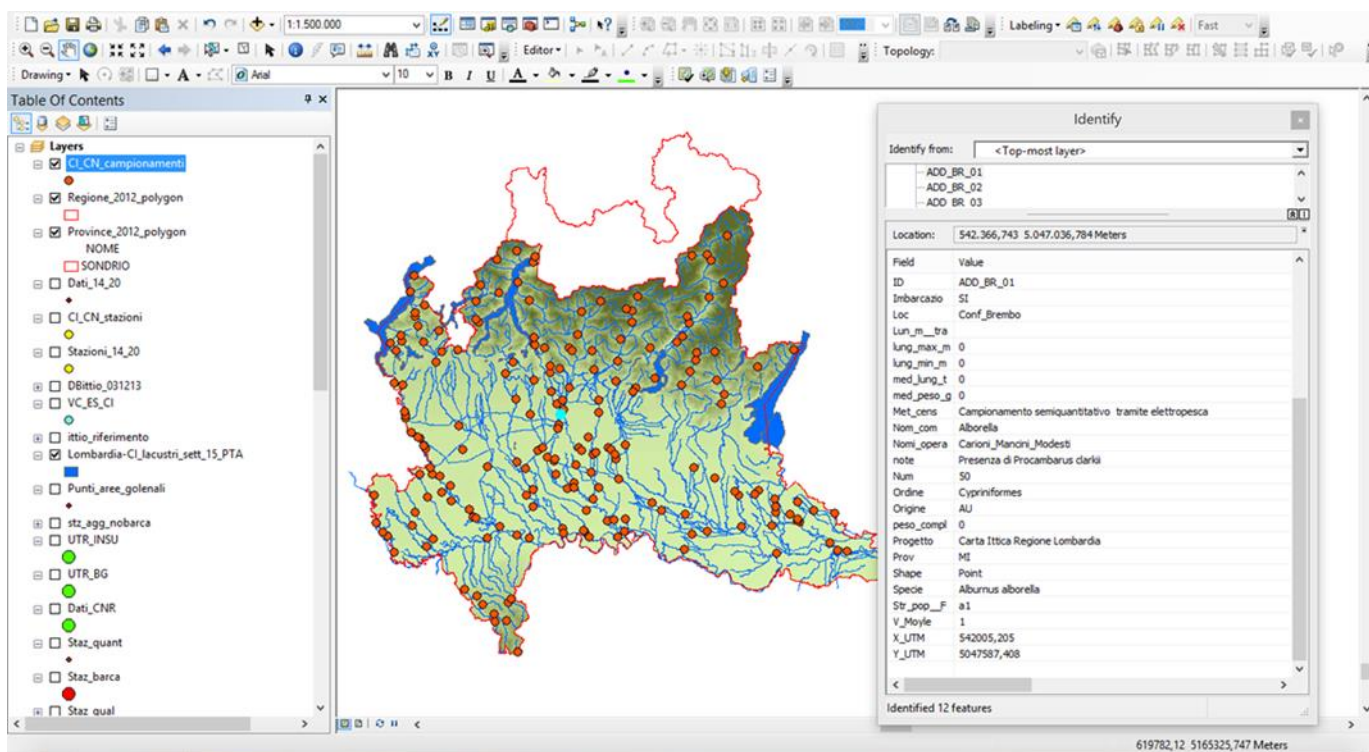 1:1.500.000
Labeling
Fast
Editor
Topology:
Drawing
A
Arial
10
B I U A
Table Of Contents
Layers
CI_CN_campionamenti
Regione_2012_polygon
Province_2012_polygon
NOME
SONDRIO
Dati_14_20
CI_CN_stazioni
Stazioni_14_20
DBittio_031213
VC_ES_CI
ittio_riferimento
Lombardia-CI_lacustri_sett_15_PTA
Punti_aree_golenali
stz_agg_nobarca
UTR_INSU
UTR_BG
Dati_CNR
Staz_quant
Staz_barca
Staz_qual
Identify
Identify from: <Top-most layer>
ADD_BR_01
ADD_BR_02
ADD_BR_03
Location: 542.366,743 5.047.036,784 Meters
Field Value
ID ADD_BR_01
Imbarcazio SI
Loc Conf_Brembo
Lun_m__tra
lung_max_m 0
lung_min_m 0
med_lung_t 0
med_peso_g 0
Met_cens Campionamento semiquantitativo tramite elettropesca
Nom_com Alborella
Nomi_opera Carioni_Mancini_Modesti
note Presenza di Procambarus clarkii
Num 50
Ordine Cypriniformes
Origine AU
peso_compl 0
Progetto Carta Ittica Regione Lombardia
Prov MI
Shape Point
Specie Alburnus alborella
Str_pop__F a1
V_Moyle 1
X_UTM 542005,205
Y_UTM 5047587,408
Identified 12 features
619782,12 5165325,747 Meters